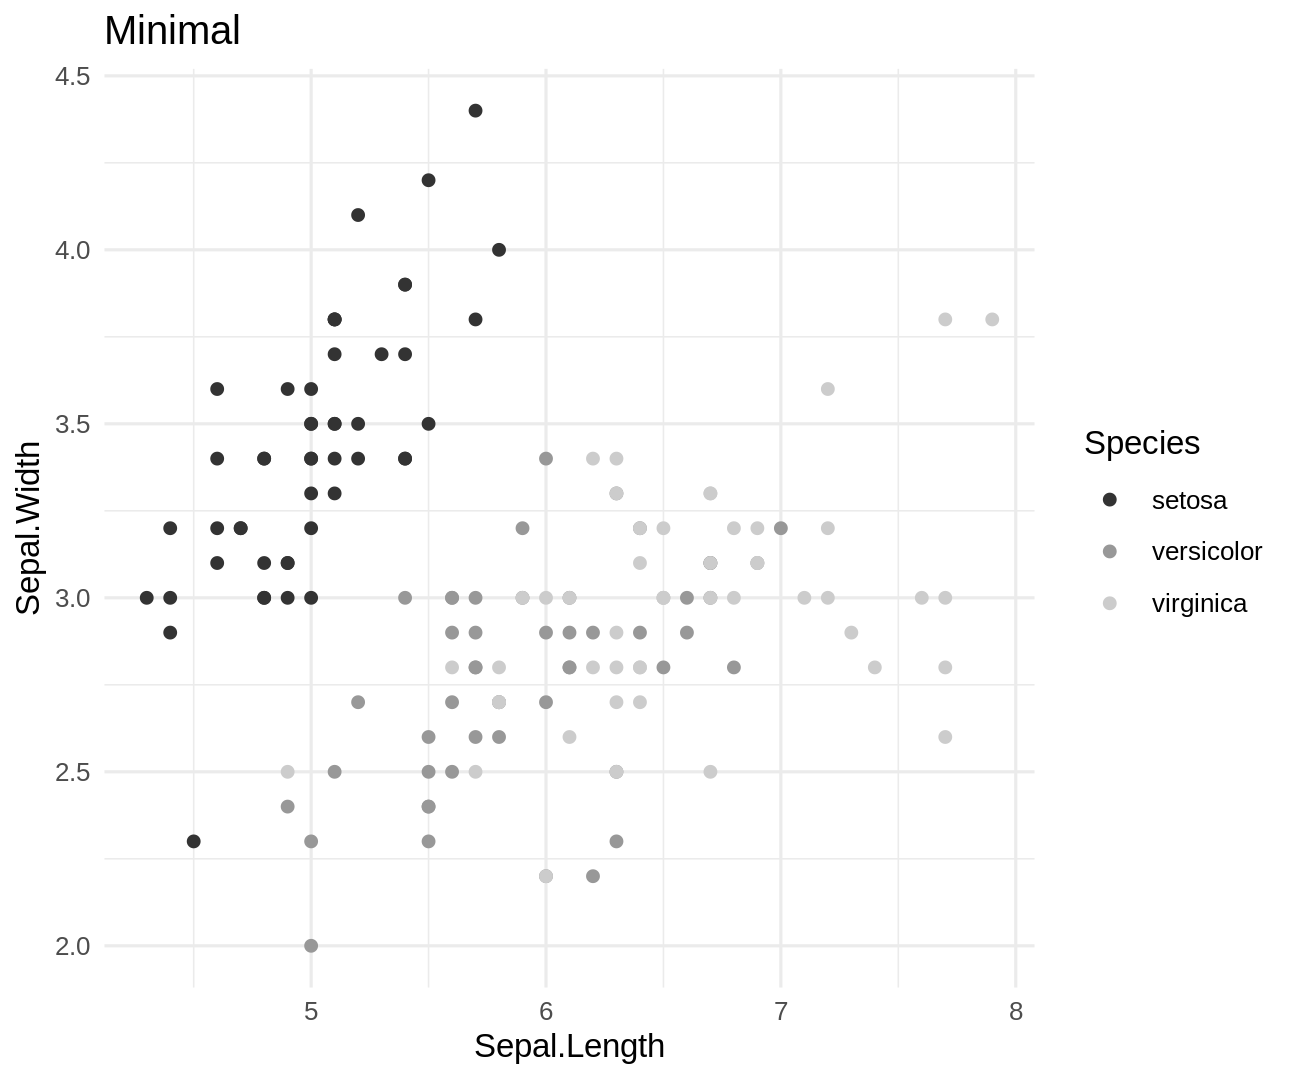 Minimal
4.5
4.0
3.5
3.0
2.5
2.0
Sepal.Width
5 6 7 8
Sepal.Length
Species
setosa
versicolor
virginica